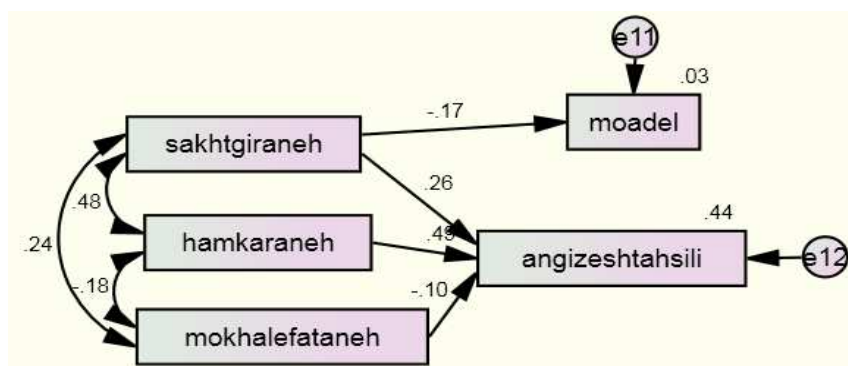 e11
.03
-.17
moadel
sakhtgiraneh
.26
.48
.44
.24
hamkaraneh
.49
angizeshtahsili
e12
-.18
-.10
mokhalefataneh